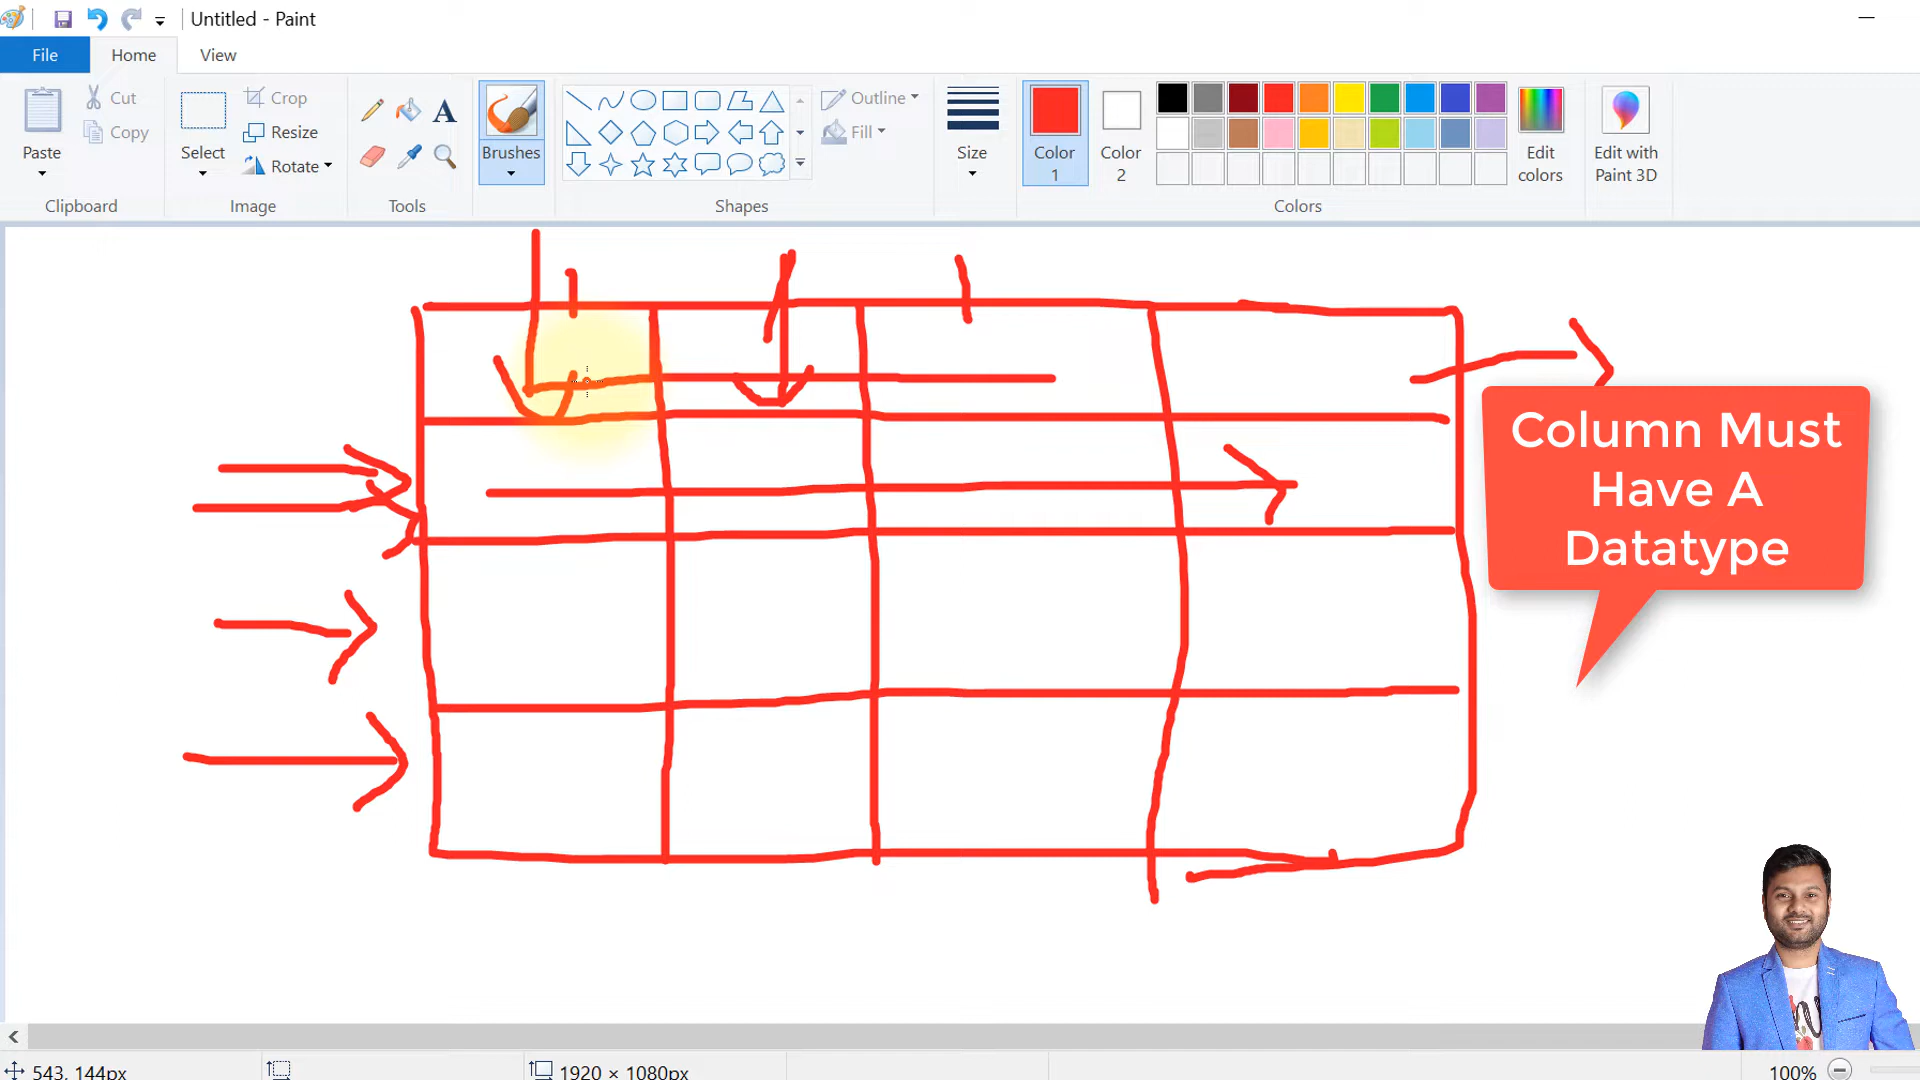 Untitled - Paint
File
Home
View
Paste
Cut
Copy
Clipboard
Select
Crop
Resize
Rotate
Image
Tools
Brushes
Shapes
Outline
Fill
Size
Color
1
Color
2
Colors
Edit
colors
Edit with
Paint 3D
Column Must
Have A
Datatype
543, 144px
1920 × 1080px
100%